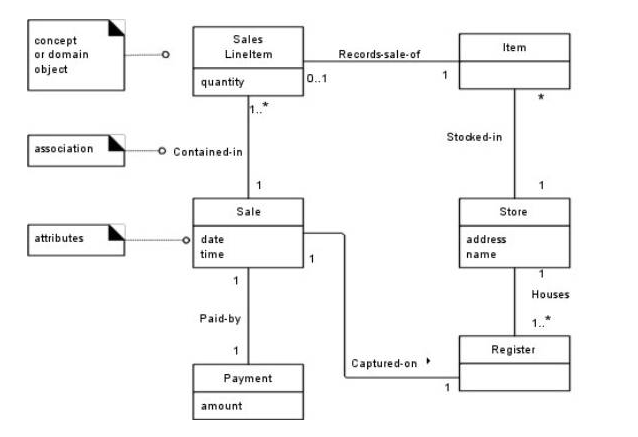 concept
or domain
object
Sales
LineItem
quantity
Records-sale-of
0..1
1
Item
*
1..*
association
Contained-in
Stocked-in
1
1
attributes
Sale
date
time
1
Store
address
name
1
1
Houses
1..*
Paid-by
1
Captured-on
Register
1
Payment
amount